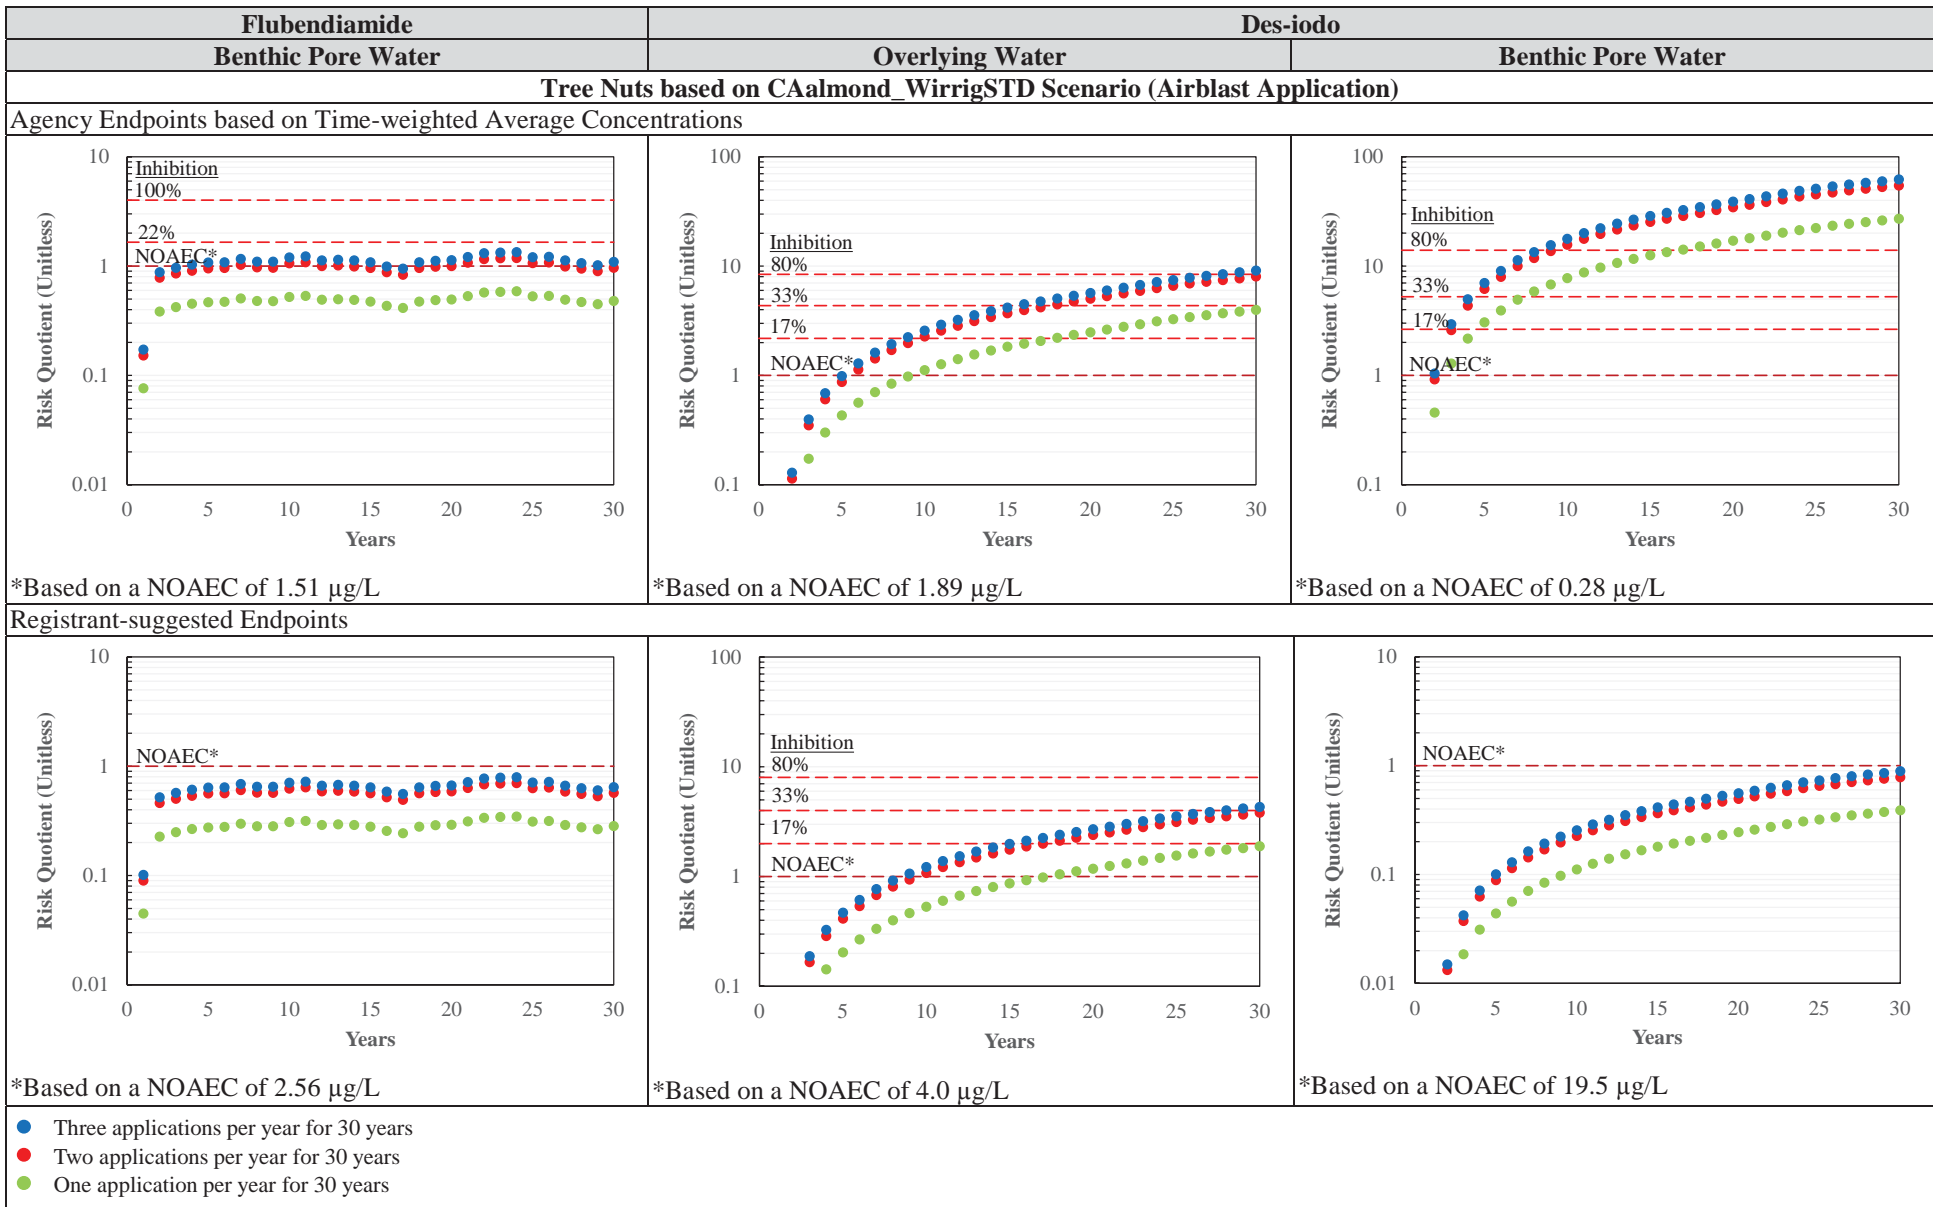 Flubendiamide
Des-iodo
Benthic Pore Water
Overlying Water
Benthic Pore Water
Tree Nuts based on CAalmond_WirrigSTD Scenario (Airblast Application)
Agency Endpoints based on Time-weighted Average Concentrations
10
1
0.1
0.01
Risk Quotient (Unitless)
Inhibition
100%
22%
NOAEC*
0 5 10 15 20 25 30
Years
*Based on a NOAEC of 1.51 µg/L
100
10
1
0.1
Risk Quotient (Unitless)
Inhibition
80%
33%
17%
NOAEC*
0 5 10 15 20 25 30
Years
*Based on a NOAEC of 1.89 µg/L
100
10
1
0.1
Risk Quotient (Unitless)
Inhibition
80%
33%
17%
NOAEC*
0 5 10 15 20 25 30
Years
*Based on a NOAEC of 0.28 µg/L
Registrant-suggested Endpoints
10
1
0.1
0.01
Risk Quotient (Unitless)
NOAEC*
0 5 10 15 20 25 30
Years
*Based on a NOAEC of 2.56 µg/L
100
10
1
0.1
Risk Quotient (Unitless)
Inhibition
80%
33%
17%
NOAEC*
0 5 10 15 20 25 30
Years
*Based on a NOAEC of 4.0 µg/L
10
1
0.1
0.01
Risk Quotient (Unitless)
NOAEC*
0 5 10 15 20 25 30
Years
*Based on a NOAEC of 19.5 µg/L
Three applications per year for 30 years
Two applications per year for 30 years
One application per year for 30 years